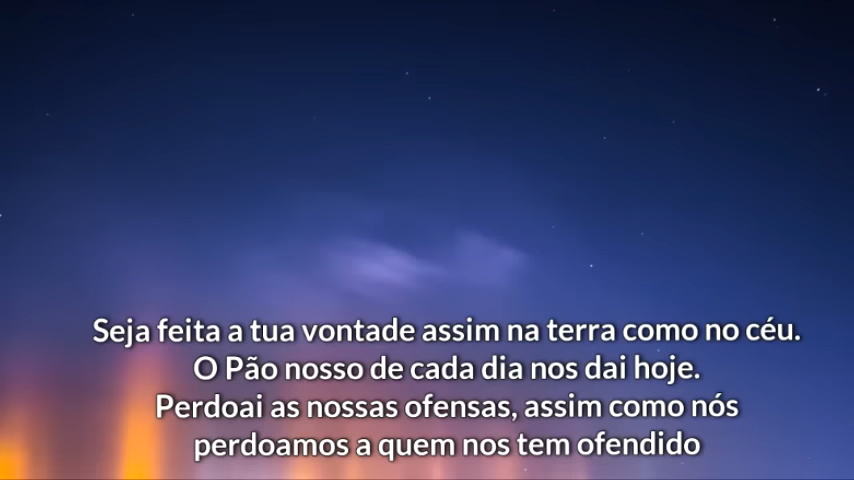 Seja feita a tua vontade assim na terra como no céu.
O Pão nosso de cada dia nos dai hoje.
Perdoai as nossas ofensas, assim como nós
perdoamos a quem nos tem ofendido